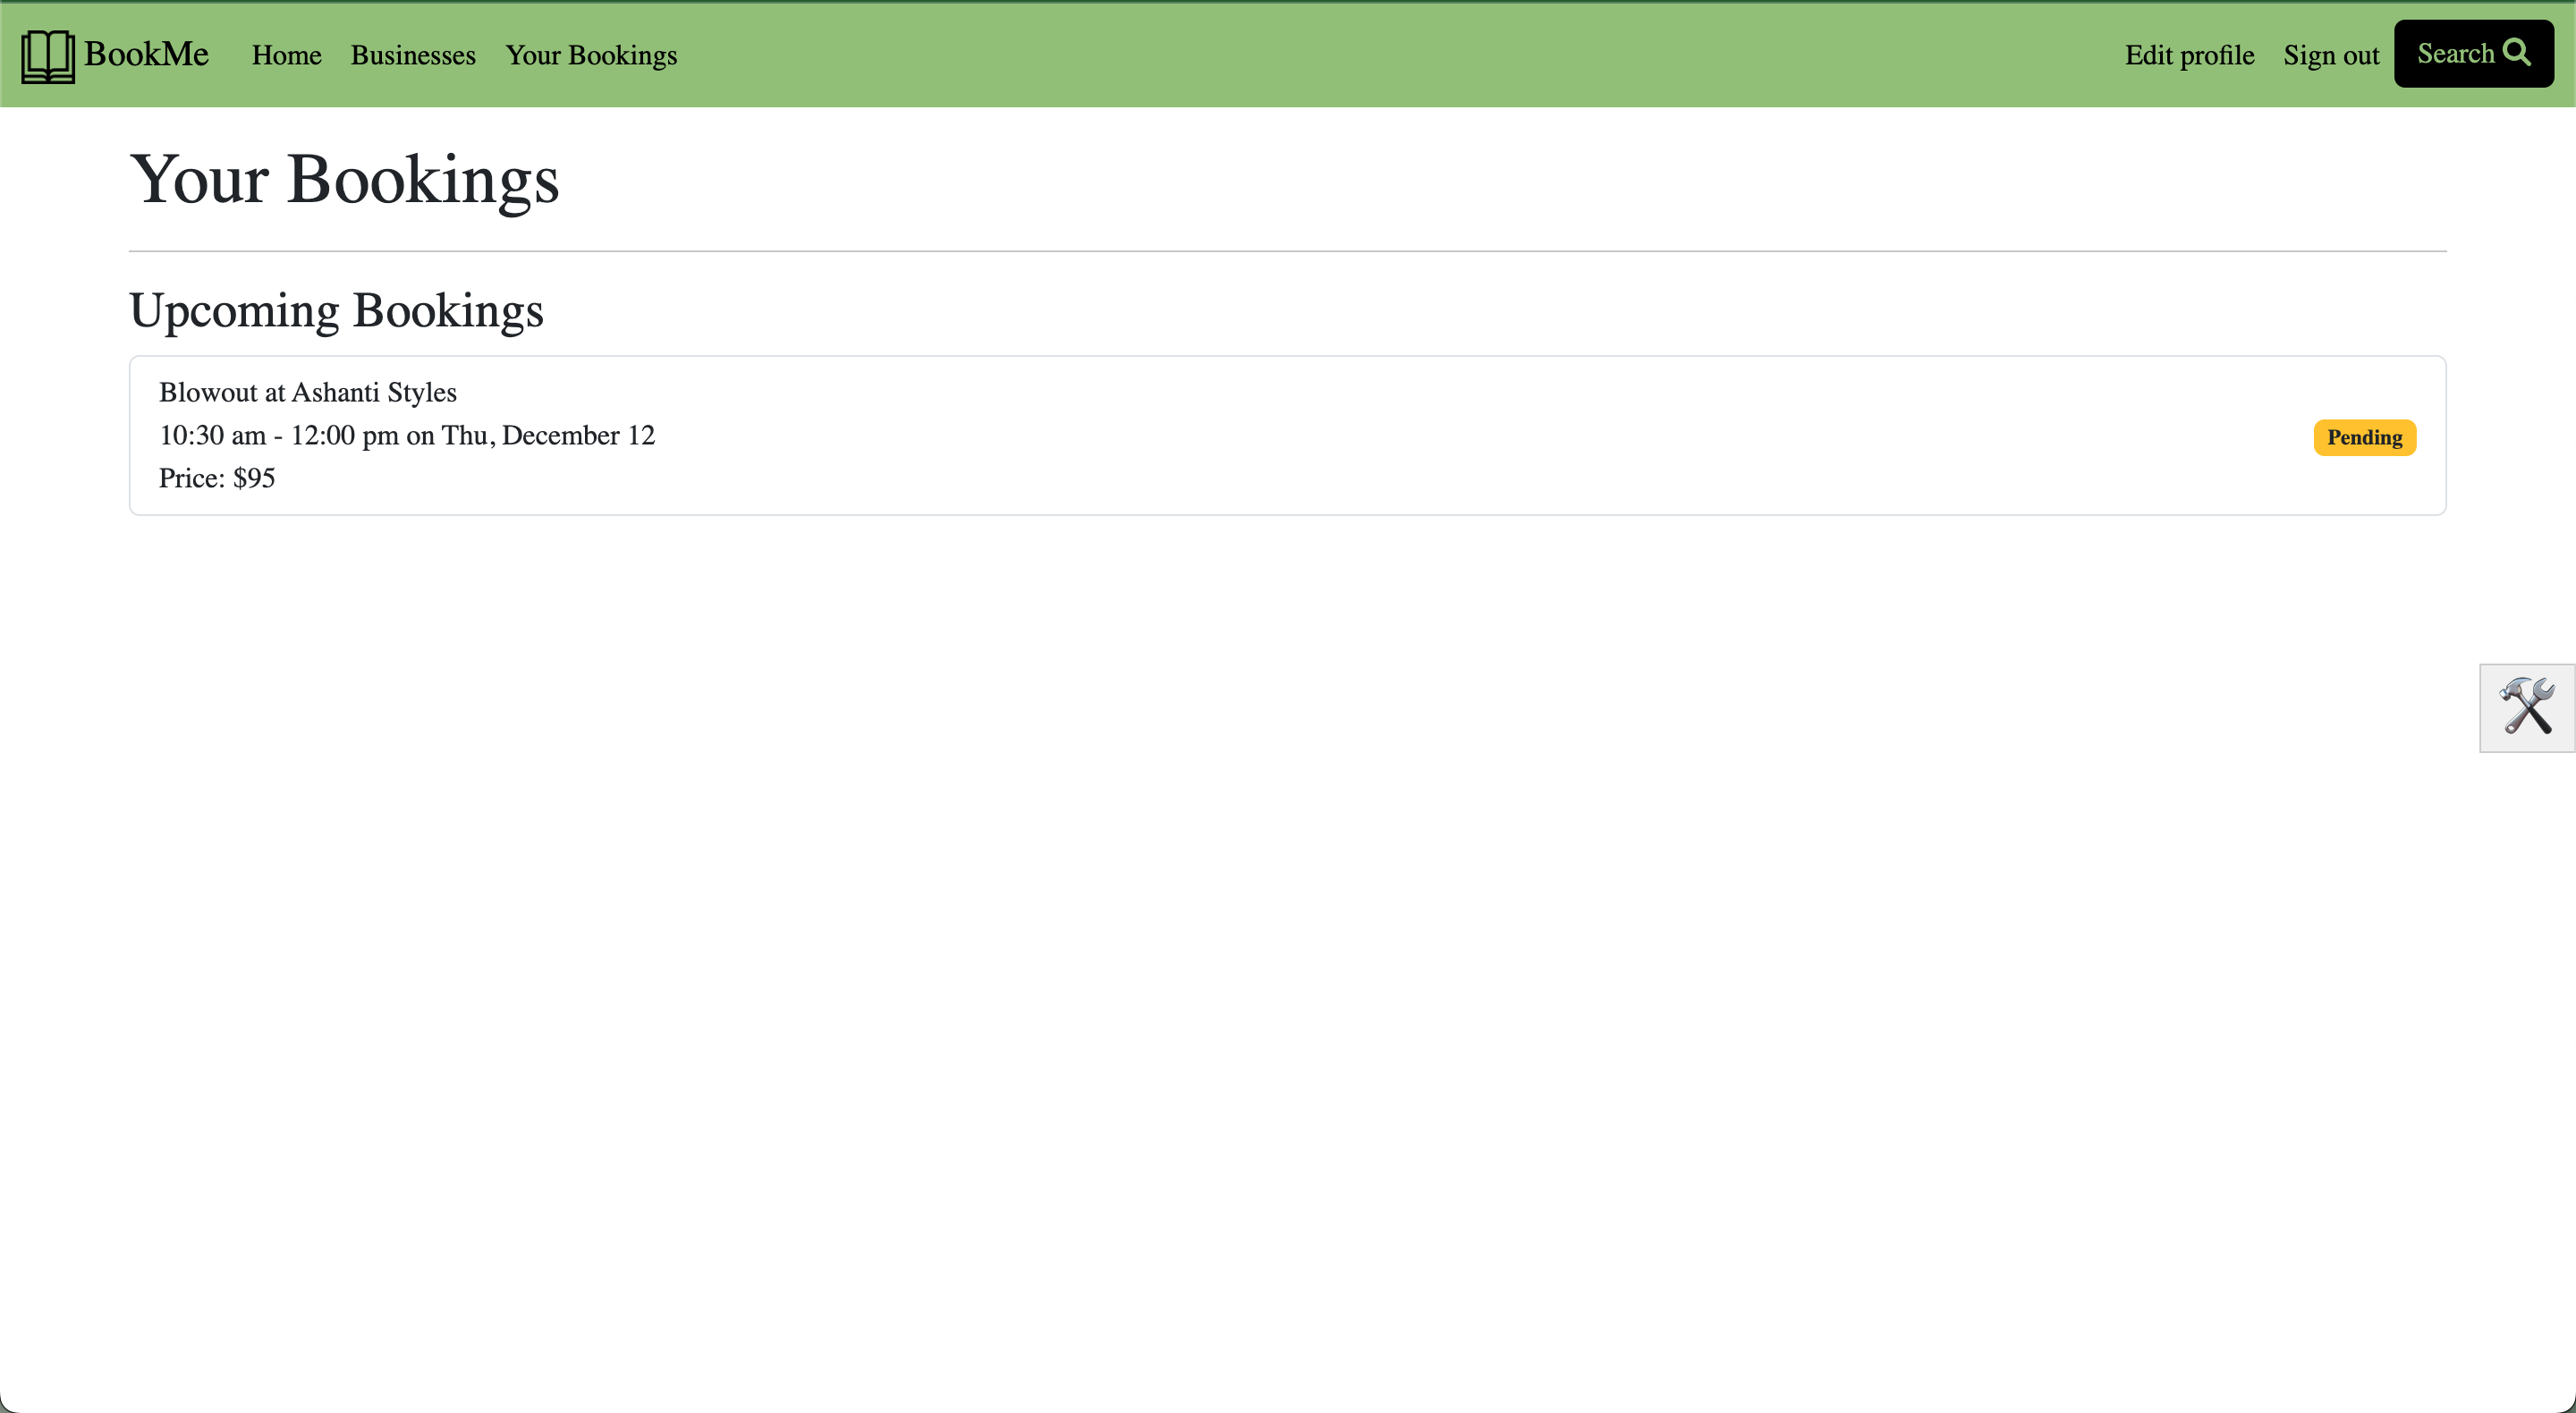 BookMe Home Businesses Your Bookings Edit profile Sign out Search
Your Bookings
Upcoming Bookings
Blowout at Ashanti Styles
10:30 am - 12:00 pm on Thu, December 12
Pending
Price: $95